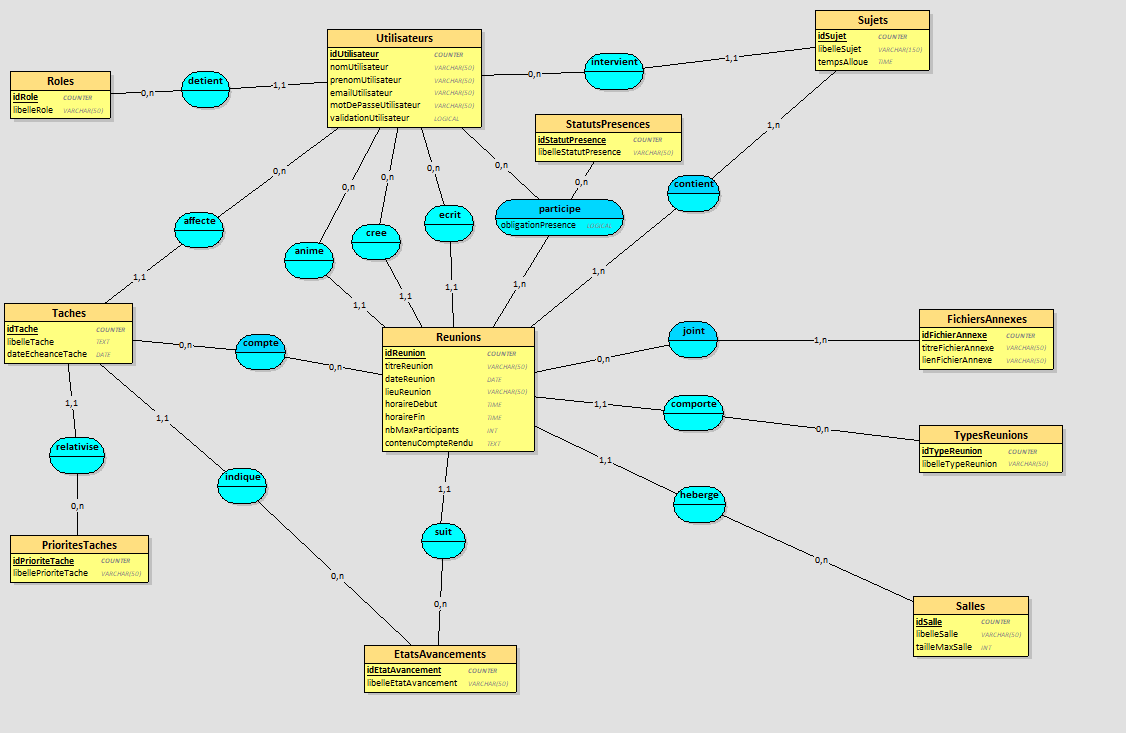 Sujets
idSujet COUNTER
libelleSujet VARCHAR(150)
tempsAlloue TIME
Utilisateurs
idUtilisateur COUNTER
nomUtilisateur VARCHAR(50)
prenomUtilisateur VARCHAR(50)
emailUtilisateur VARCHAR(50)
motDePasseUtilisateur VARCHAR(50)
validationUtilisateur LOGICAL
intervient
0,n
1,1
Roles
idRole COUNTER
libelleRole VARCHAR(50)
detient
0,n
1,1
StatutsPresences
idStatutPresence COUNTER
libelleStatutPresence VARCHAR(50)
1,n
contient
1,n
0,n
0,n
0,n
0,n
0,n
0,n
affecte
anime
cree
ecrit
participe
obligationPresence LOGICAL
1,1
1,1
1,1
1,1
1,n
Taches
idTache COUNTER
libelleTache TEXT
dateEcheanceTache DATE
0,n
compte
0,n
Reunions
idReunion COUNTER
titreReunion VARCHAR(50)
dateReunion DATE
lieuReunion VARCHAR(50)
horaireDebut TIME
horaireFin TIME
nbMaxParticipants INT
contenuCompteRendu TEXT
0,n
joint
1,n
FichiersAnnexes
idFichierAnnexe COUNTER
titreFichierAnnexe VARCHAR(50)
lienFichierAnnexe VARCHAR(50)
1,1
comporte
0,n
TypesReunions
idTypeReunion COUNTER
libelleTypeReunion VARCHAR(50)
1,1
relativise
0,n
1,1
indique
0,n
1,1
suit
0,n
1,1
heberge
0,n
PrioritesTaches
idPrioriteTache COUNTER
libellePrioriteTache VARCHAR(50)
Salles
idSalle COUNTER
libelleSalle VARCHAR(50)
tailleMaxSalle INT
EtatsAvancements
idEtatAvancement COUNTER
libelleEtatAvancement VARCHAR(50)